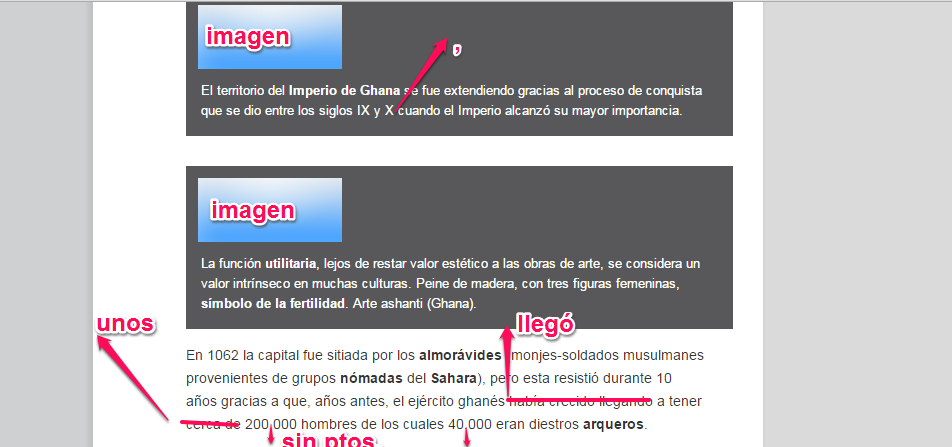 imagen
,
El territorio del Imperio de Ghana se fue extendiendo gracias al proceso de conquista
que se dio entre los siglos IX y X cuando el Imperio alcanzó su mayor importancia.
imagen
La función utilitaria, lejos de restar valor estético a las obras de arte, se considera un
valor intrínseco en muchas culturas. Peine de madera, con tres figuras femeninas,
símbolo de la fertilidad. Arte ashanti (Ghana).
unos
llegó
En 1062 la capital fue sitiada por los almorávides (monjes-soldados musulmanes
provenientes de grupos nómadas del Sahara), pero esta resistió durante 10
años gracias a que, años antes, el ejército ghanés había crecido llegando a tener
cerca de 200.000 hombres de los cuales 40.000 eran diestros arqueros.
sin ptos